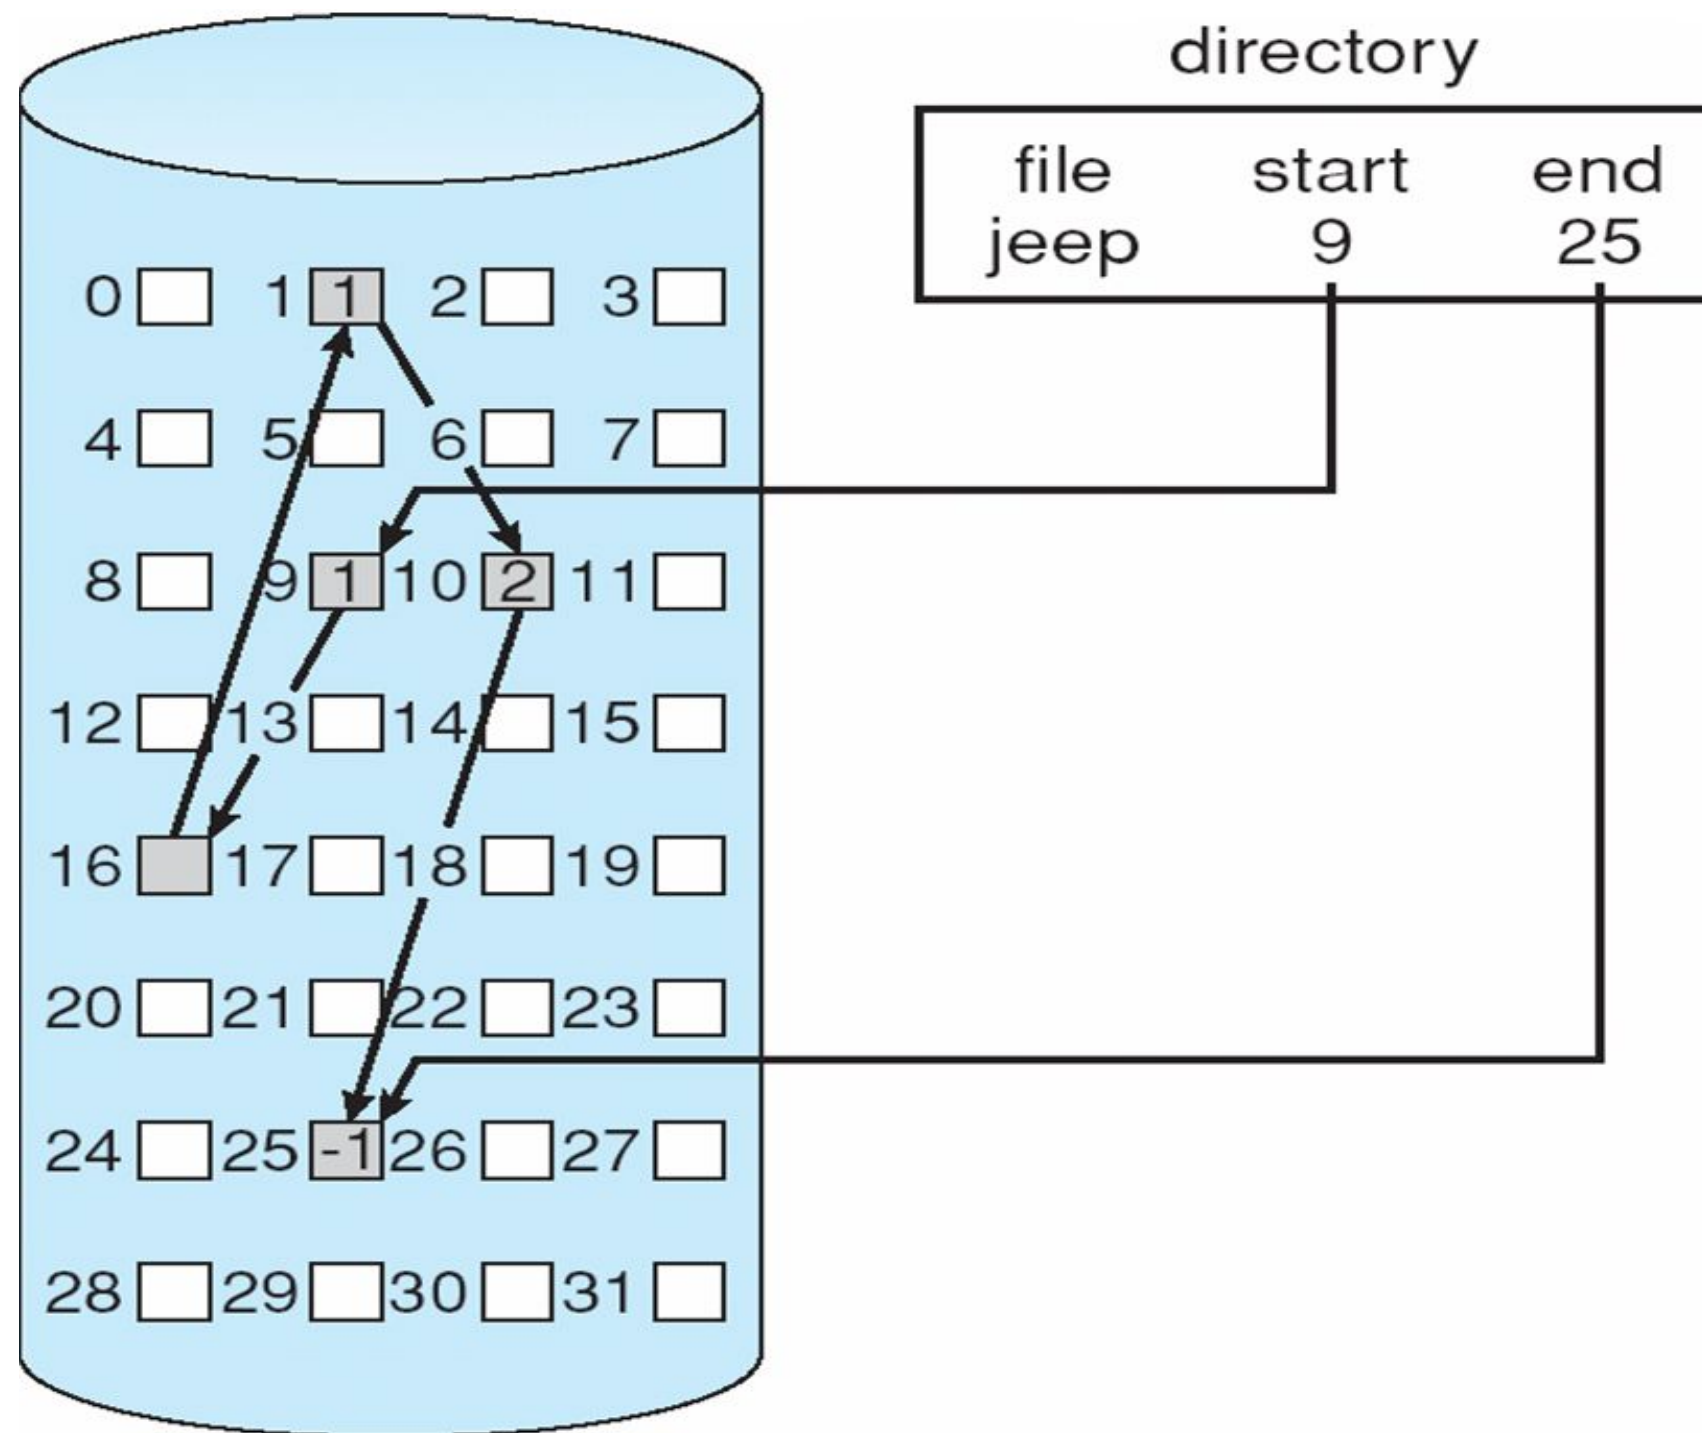 directory
file start end
jeep 9 25
0 1 1 2 3
4 5 6 7
8 9 1 10 2 11
12 13 14 15
16 17 18 19
20 21 22 23
24 25 -1 26 27
28 29 30 31